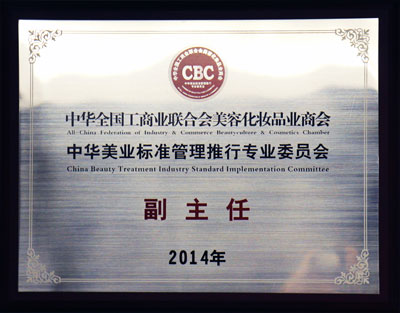 CBC
中华全国工商业联合会美容化妆品业商会
All-China Federation of Industry & Commerce Beautyculture & Cosmetics Chamber
中华美业标准管理推行专业委员会
China Beauty Treatment Industry Standard Implementation Committee
副主任
2014年